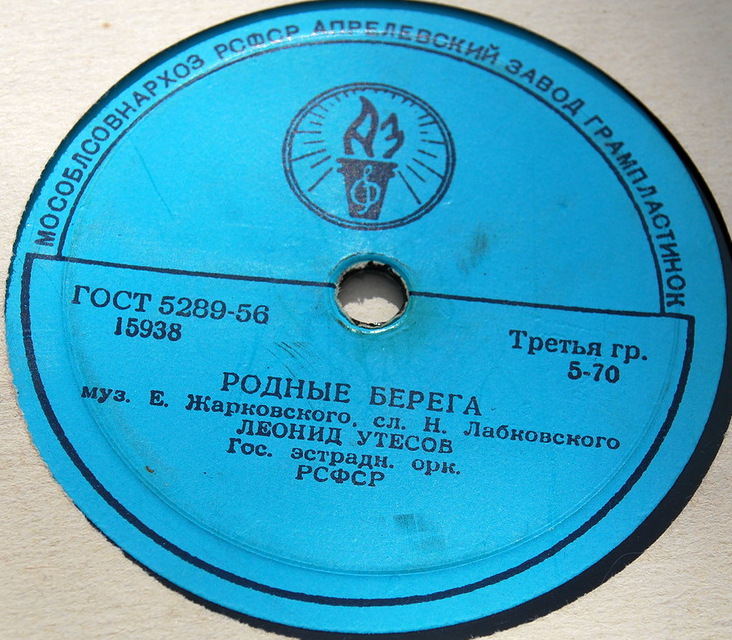 МОСОБЛСОВНАРХОЗ РСФСР АПРЕЛЕВСКИЙ ЗАВОД ГРАМПЛАСТИНОК
АЗ
ГОСТ 5289-56
15938
Третья гр.
5-70
РОДНЫЕ БЕРЕГА
муз. Е. Жарковского, сл. Н. Лабковского
ЛЕОНИД УТЕСОВ
Гос. эстрадн. орк.
РСФСР